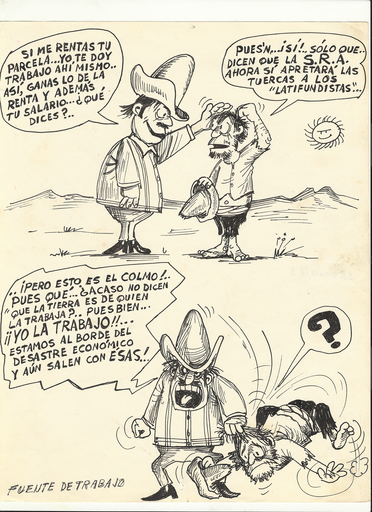 SI ME RENTAS TU
PARCELA...YO, TE DOY
TRABAJO AHÍ MISMO..
ASÍ, GANAS LO DE LA
RENTA Y ADEMÁS
TU SALARIO...¿QUÉ
DICES?..
PUES'N,..¡SÍ!.. SÓLO QUE..
DICEN QUE LA S.R.A.
AHORA SÍ APRETARÁ LAS
TUERCAS A LOS
"LATIFUNDISTAS"...
..¡PERO ESTO ES EL COLMO!..
PUES QUÉ...¿ACASO NO DICEN
"QUE LA TIERRA ES DE QUIEN
LA TRABAJA?.. PUES BIEN...
¡¡YO LA TRABAJO!!...
ESTAMOS AL BORDE DEL
DESASTRE ECONÓMICO
Y AÚN SALEN CON ESAS!
?
FUENTE DE TRABAJO